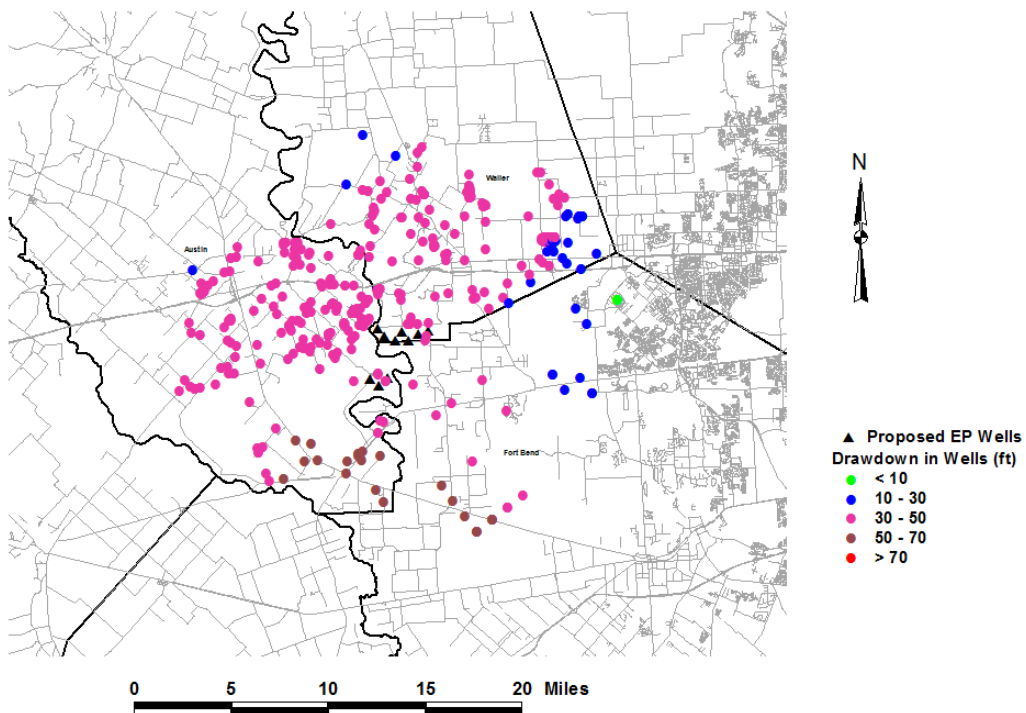 N
Waller
Austin
Fort Bend
Proposed EP Wells
Drawdown in Wells (ft)
< 10
10 - 30
30 - 50
50 - 70
> 70
0 5 10 15 20 Miles